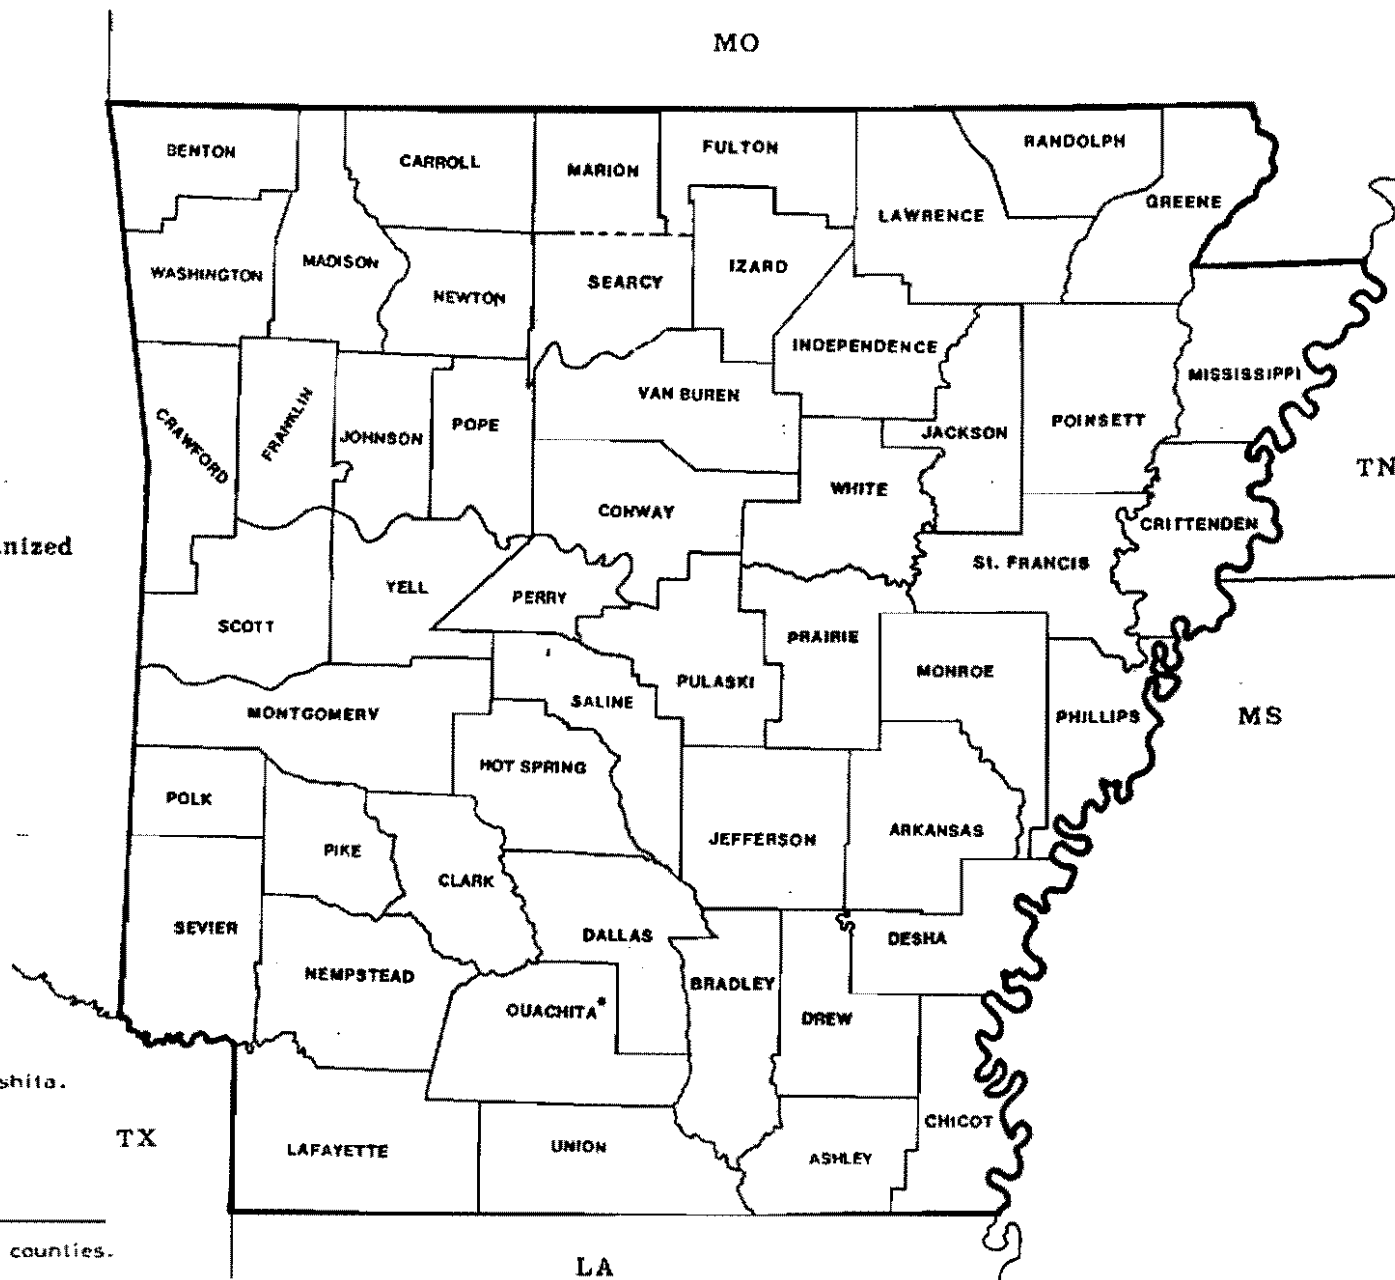 MO
BENTON
CARROLL
MARION
FULTON
RANDOLPH
GREENE
LAWRENCE
WASHINGTON
MADISON
NEWTON
SEARCY
IZARD
INDEPENDENCE
MISSISSIPPI
CRAWFORD
FRANKLIN
JOHNSON
POPE
VAN BUREN
JACKSON
POINSETT
TN
WHITE
CONWAY
CRITTENDEN
nized
St. FRANCIS
YELL
PERRY
SCOTT
PRAIRIE
MONROE
PULASKI
SALINE
MONTGOMERY
PHILLIPS
MS
HOT SPRING
POLK
JEFFERSON
ARKANSAS
PIKE
CLARK
SEVIER
DALLAS
DESHA
NEMPSTEAD
BRADLEY
OUACHITA*
DREW
shita.
TX
CHICOT
LAFAYETTE
UNION
ASHLEY
counties.
LA